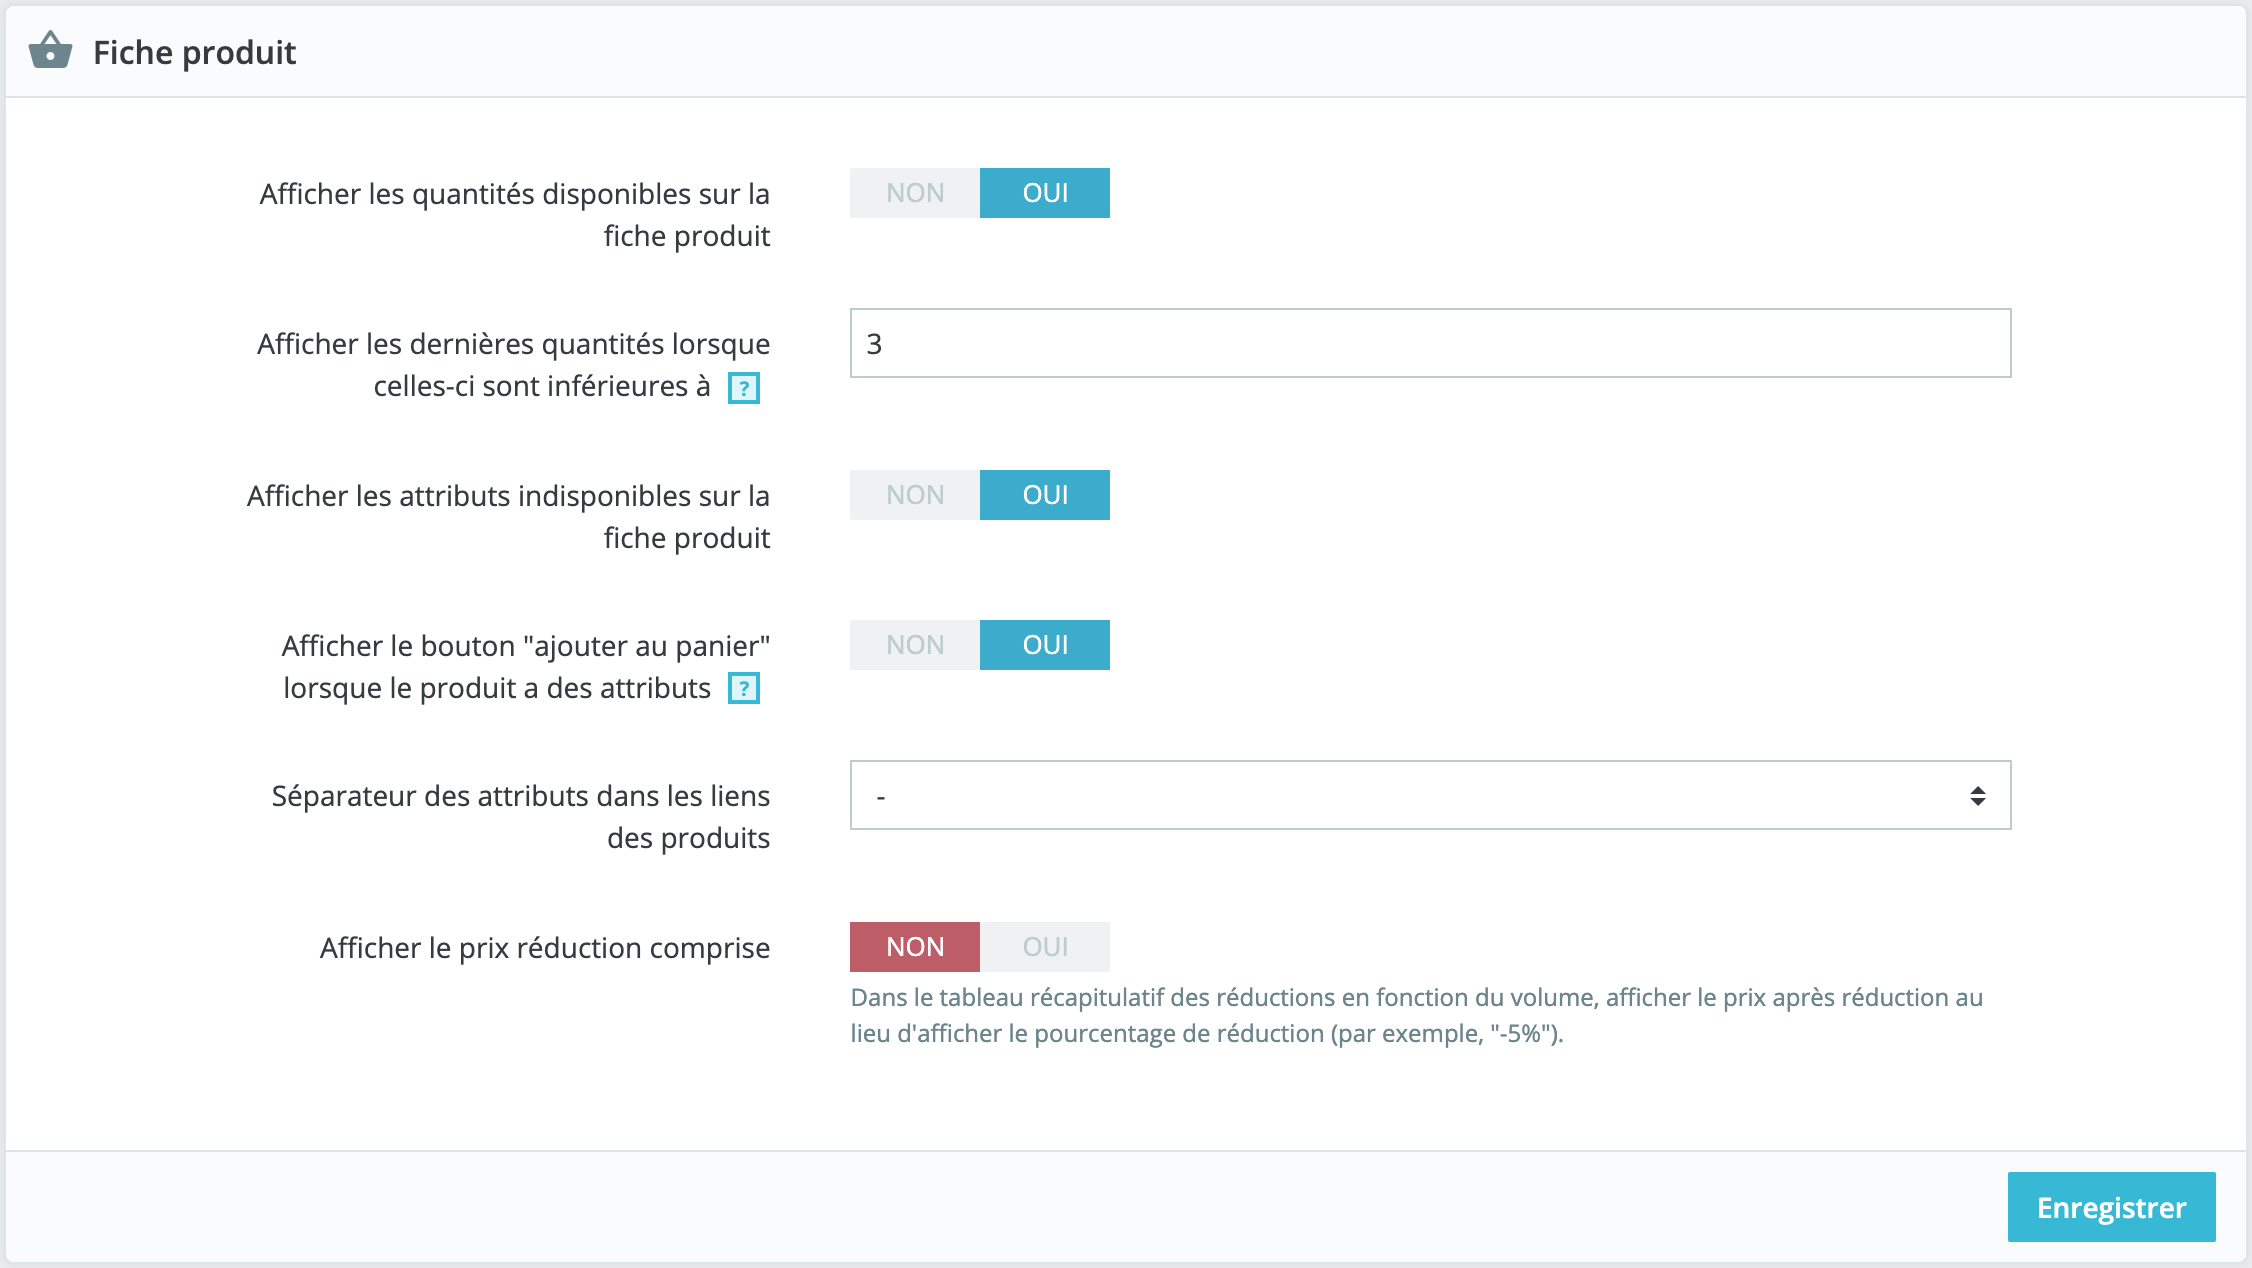 Fiche produit
Afficher les quantités disponibles sur la
fiche produit
NON OUI
Afficher les dernières quantités lorsque
celles-ci sont inférieures à ?
3
Afficher les attributs indisponibles sur la
fiche produit
NON OUI
Afficher le bouton "ajouter au panier"
lorsque le produit a des attributs ?
NON OUI
Séparateur des attributs dans les liens
des produits
-
Afficher le prix réduction comprise
NON OUI
Dans le tableau récapitulatif des réductions en fonction du volume, afficher le prix après réduction au
lieu d'afficher le pourcentage de réduction (par exemple, "-5%").
Enregistrer